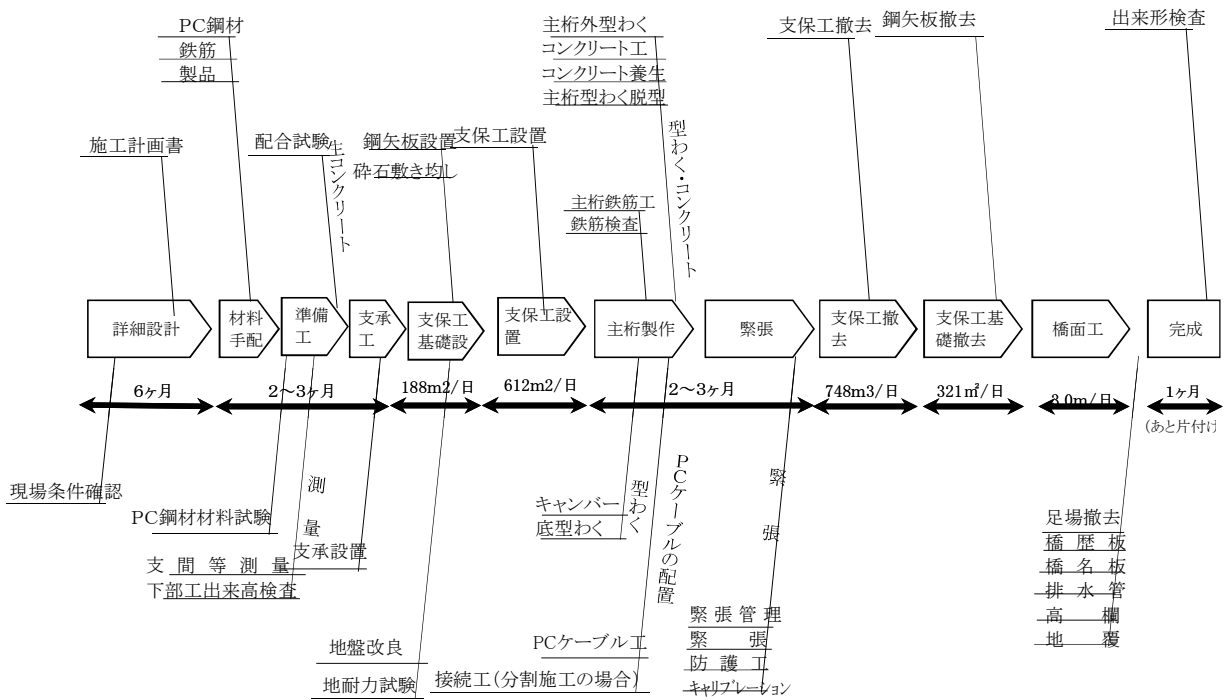 PC鋼材
鉄筋
製品
主桁外型わく
コンクリート工
コンクリート養生
主桁型わく脱型
支保工撤去
鋼矢板撤去
出来形検査
施工計画書
配合試験
生コンクリート
鋼矢板設置
砕石敷き均し
支保工設置
型わく・コンクリート
主桁鉄筋工
鉄筋検査
詳細設計
材料
手配
準備
工
支承
工
支保工
基礎設
支保工設
置
主桁製作
緊張
支保工撤
去
支保工基
礎撤去
橋面工
完成
6ヶ月
2~3ヶ月
188m2/日
612m2/日
2~3ヶ月
748m3/日
321㎡/日
3.0m/日
1ヶ月
(あと片付け
現場条件確認
PC鋼材材料試験
測量
支承設置
支間等測量
下部工出来高検査
地盤改良
地耐力試験
キャンバー
底型わく
型わく
PCケーブルの配置
PCケーブル工
接続工(分割施工の場合)
緊張
緊張管理
緊張
防護工
キャリブレーション
足場撤去
橋歴板
橋名板
排水管
高欄
地覆